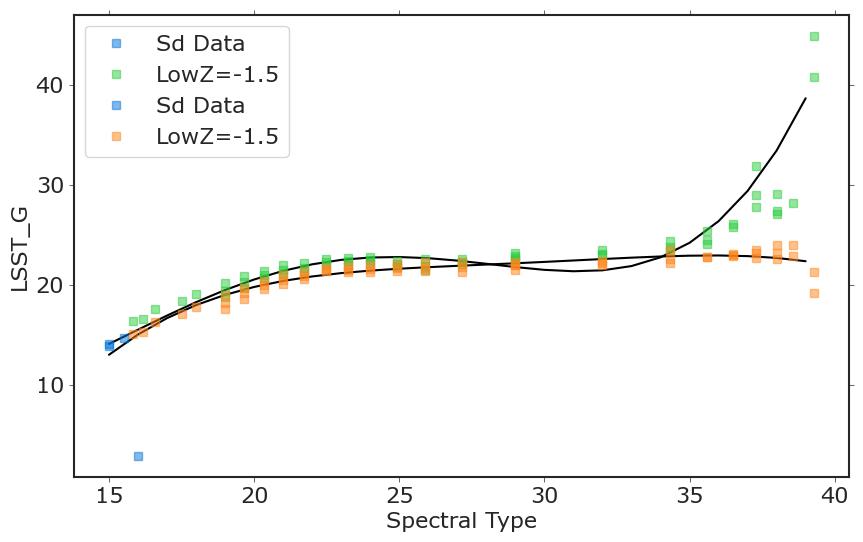 Sd Data
LowZ=-1.5
Sd Data
LowZ=-1.5
40
30
20
10
LSST_G
15 20 25 30 35 40
Spectral Type